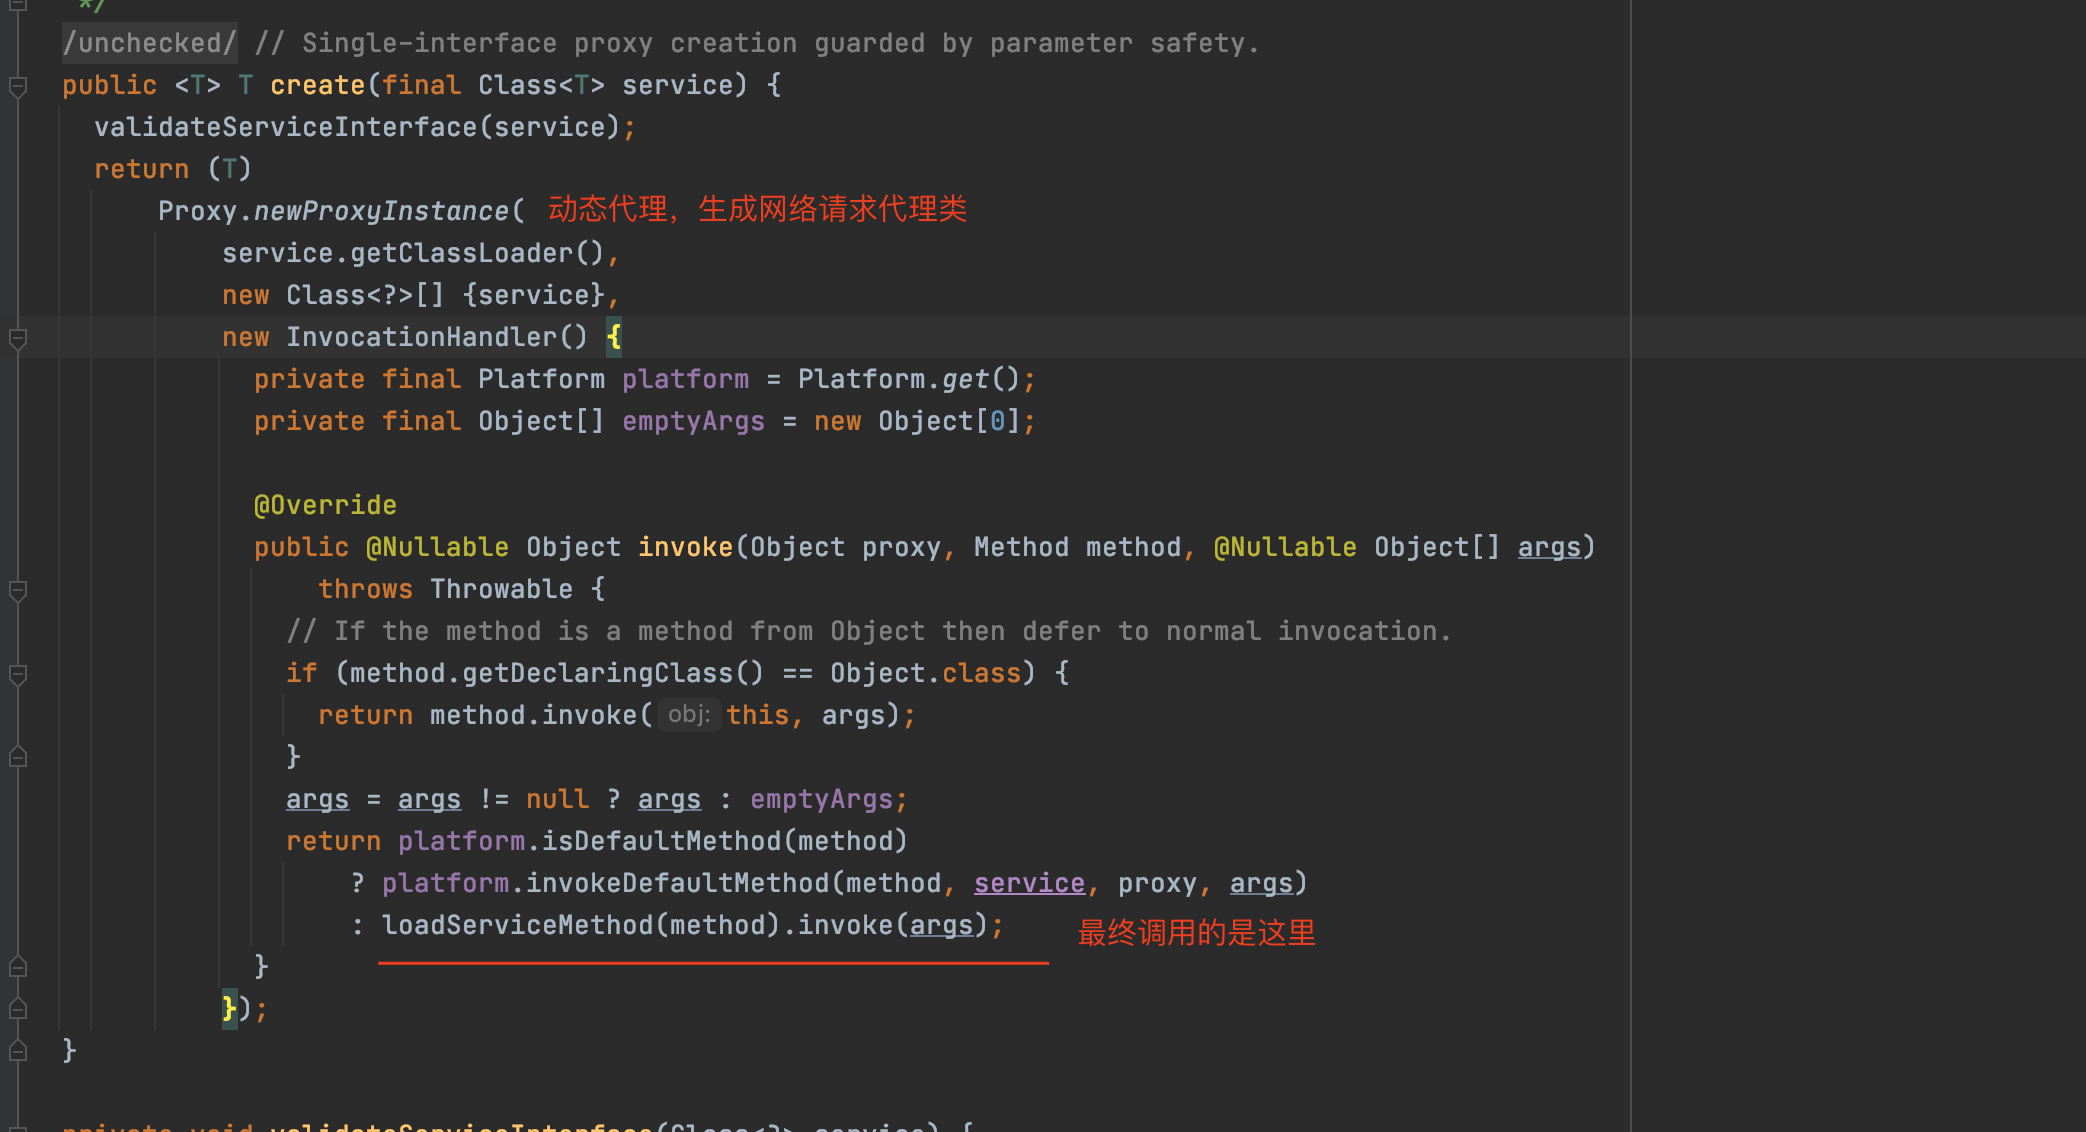 */
/unchecked/ // Single-interface proxy creation guarded by parameter safety.
public <T> T create(final Class<T> service) {
validateServiceInterface(service);
return (T)
Proxy.newProxyInstance( 动态代理，生成网络请求代理类
service.getClassLoader(),
new Class<?>[] {service},
new InvocationHandler() {
private final Platform platform = Platform.get();
private final Object[] emptyArgs = new Object[0];
@Override
public @Nullable Object invoke(Object proxy, Method method, @Nullable Object[] args)
throws Throwable {
// If the method is a method from Object then defer to normal invocation.
if (method.getDeclaringClass() == Object.class) {
return method.invoke( obj: this, args);
}
args = args != null ? args : emptyArgs;
return platform.isDefaultMethod(method)
? platform.invokeDefaultMethod(method, service, proxy, args)
: loadServiceMethod(method).invoke(args); 最终调用的是这里
}
});
}
private void validateServiceInterface(Class<?> service) {